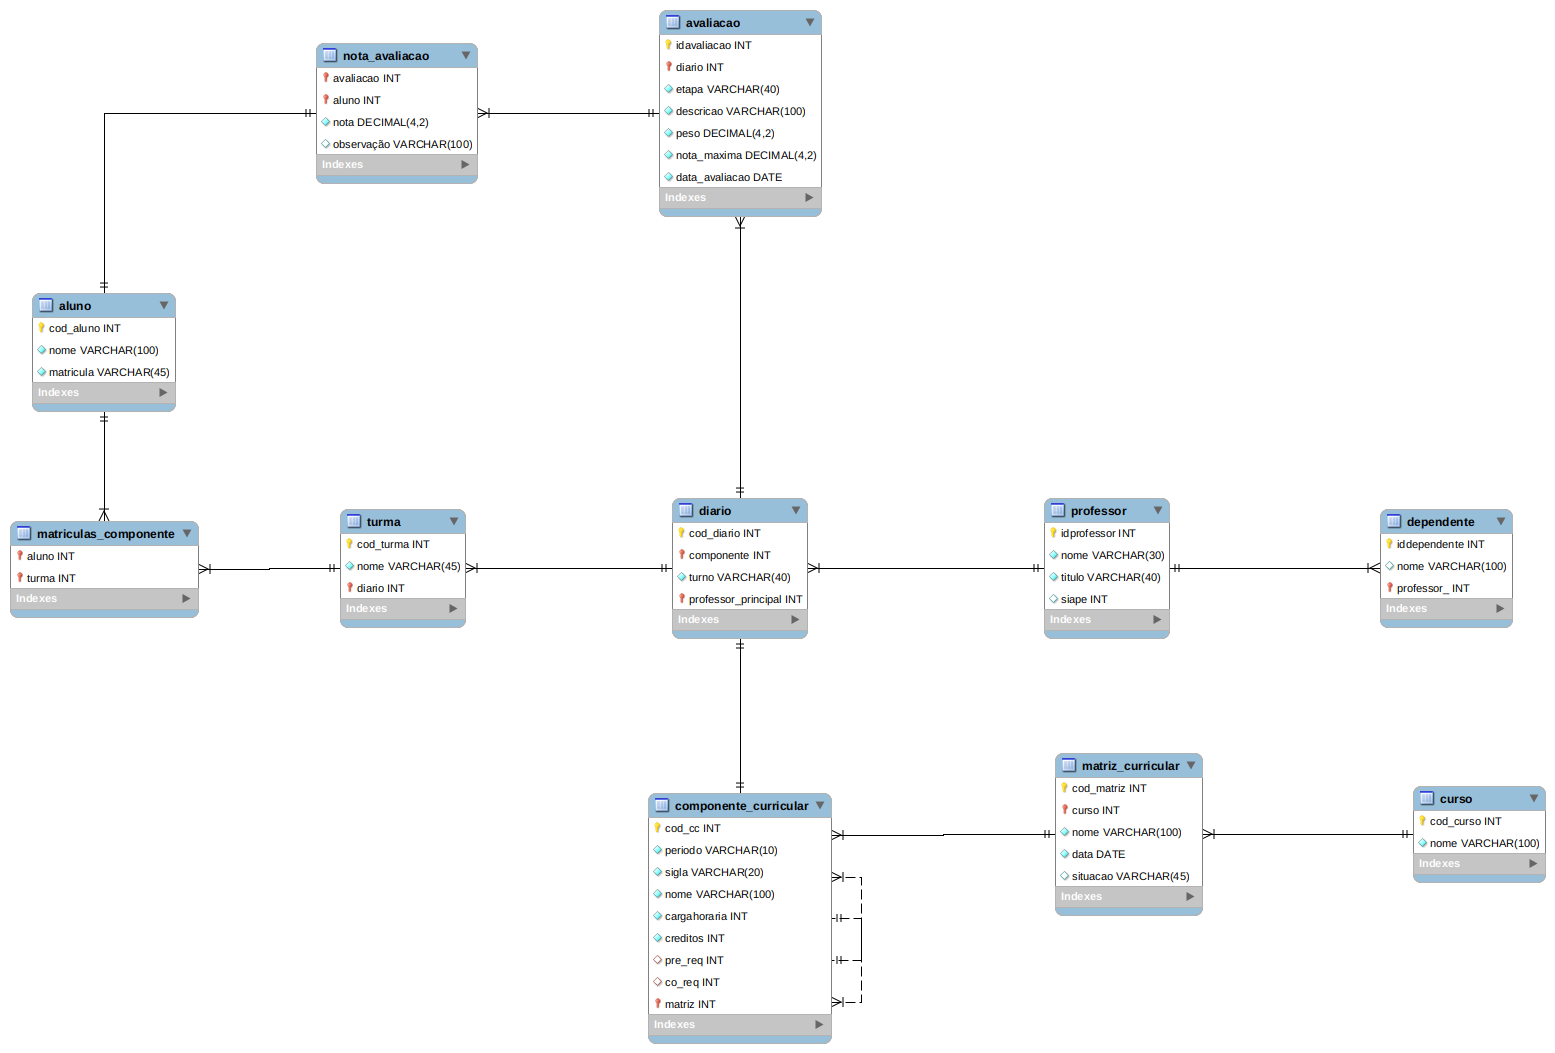 avaliacao
idavaliacao INT
diario INT
etapa VARCHAR(40)
descricao VARCHAR(100)
peso DECIMAL(4,2)
nota_maxima DECIMAL(4,2)
data_avaliacao DATE
Indexes
nota_avaliacao
avaliacao INT
aluno INT
nota DECIMAL(4,2)
observação VARCHAR(100)
Indexes
aluno
cod_aluno INT
nome VARCHAR(100)
matricula VARCHAR(45)
Indexes
matriculas_componente
aluno INT
turma INT
Indexes
turma
cod_turma INT
nome VARCHAR(45)
diario INT
Indexes
diario
cod_diario INT
componente INT
turno VARCHAR(40)
professor_principal INT
Indexes
professor
idprofessor INT
nome VARCHAR(30)
titulo VARCHAR(40)
siape INT
Indexes
dependente
iddependente INT
nome VARCHAR(100)
professor_ INT
Indexes
componente_curricular
cod_cc INT
periodo VARCHAR(10)
sigla VARCHAR(20)
nome VARCHAR(100)
cargahoraria INT
creditos INT
pre_req INT
co_req INT
matriz INT
Indexes
matriz_curricular
cod_matriz INT
curso INT
nome VARCHAR(100)
data DATE
situacao VARCHAR(45)
Indexes
curso
cod_curso INT
nome VARCHAR(100)
Indexes